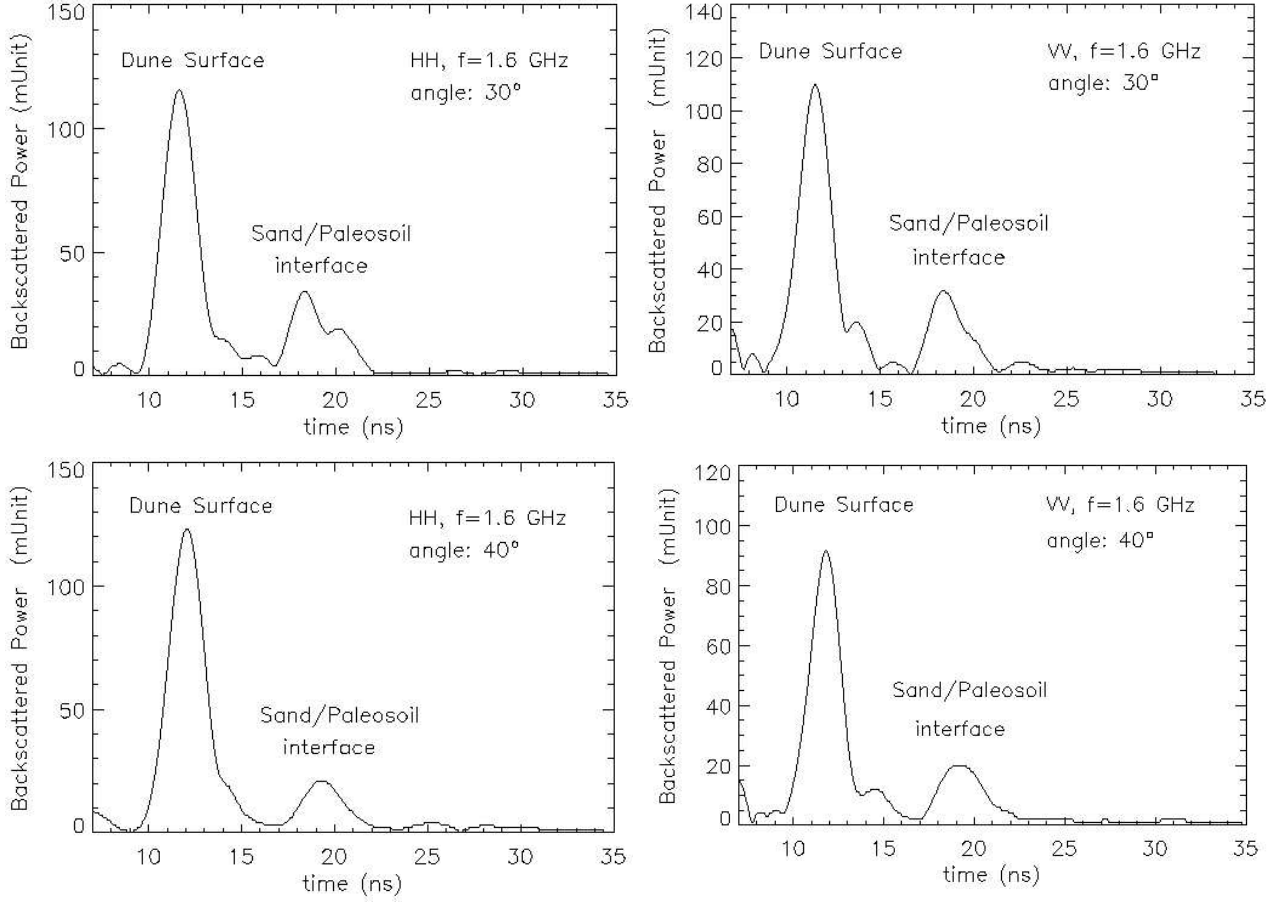 150
100
50
0
Backscattered Power (mUnit)
Dune Surface
HH, f=1.6 GHz
angle: 30°
Sand/Paleosoil
interface
10 15 20 25 30 35
time (ns)
140
120
100
80
60
40
20
0
Backscattered Power (mUnit)
Dune Surface
VV, f=1.6 GHz
angle: 30°
Sand/Paleosoil
interface
10 15 20 25 30 35
time (ns)
150
100
50
0
Backscattered Power (mUnit)
Dune Surface
HH, f=1.6 GHz
angle: 40°
Sand/Paleosoil
interface
10 15 20 25 30 35
time (ns)
120
100
80
60
40
20
0
Backscattered Power (mUnit)
Dune Surface
VV, f=1.6 GHz
angle: 40°
Sand/Paleosoil
interface
10 15 20 25 30 35
time (ns)